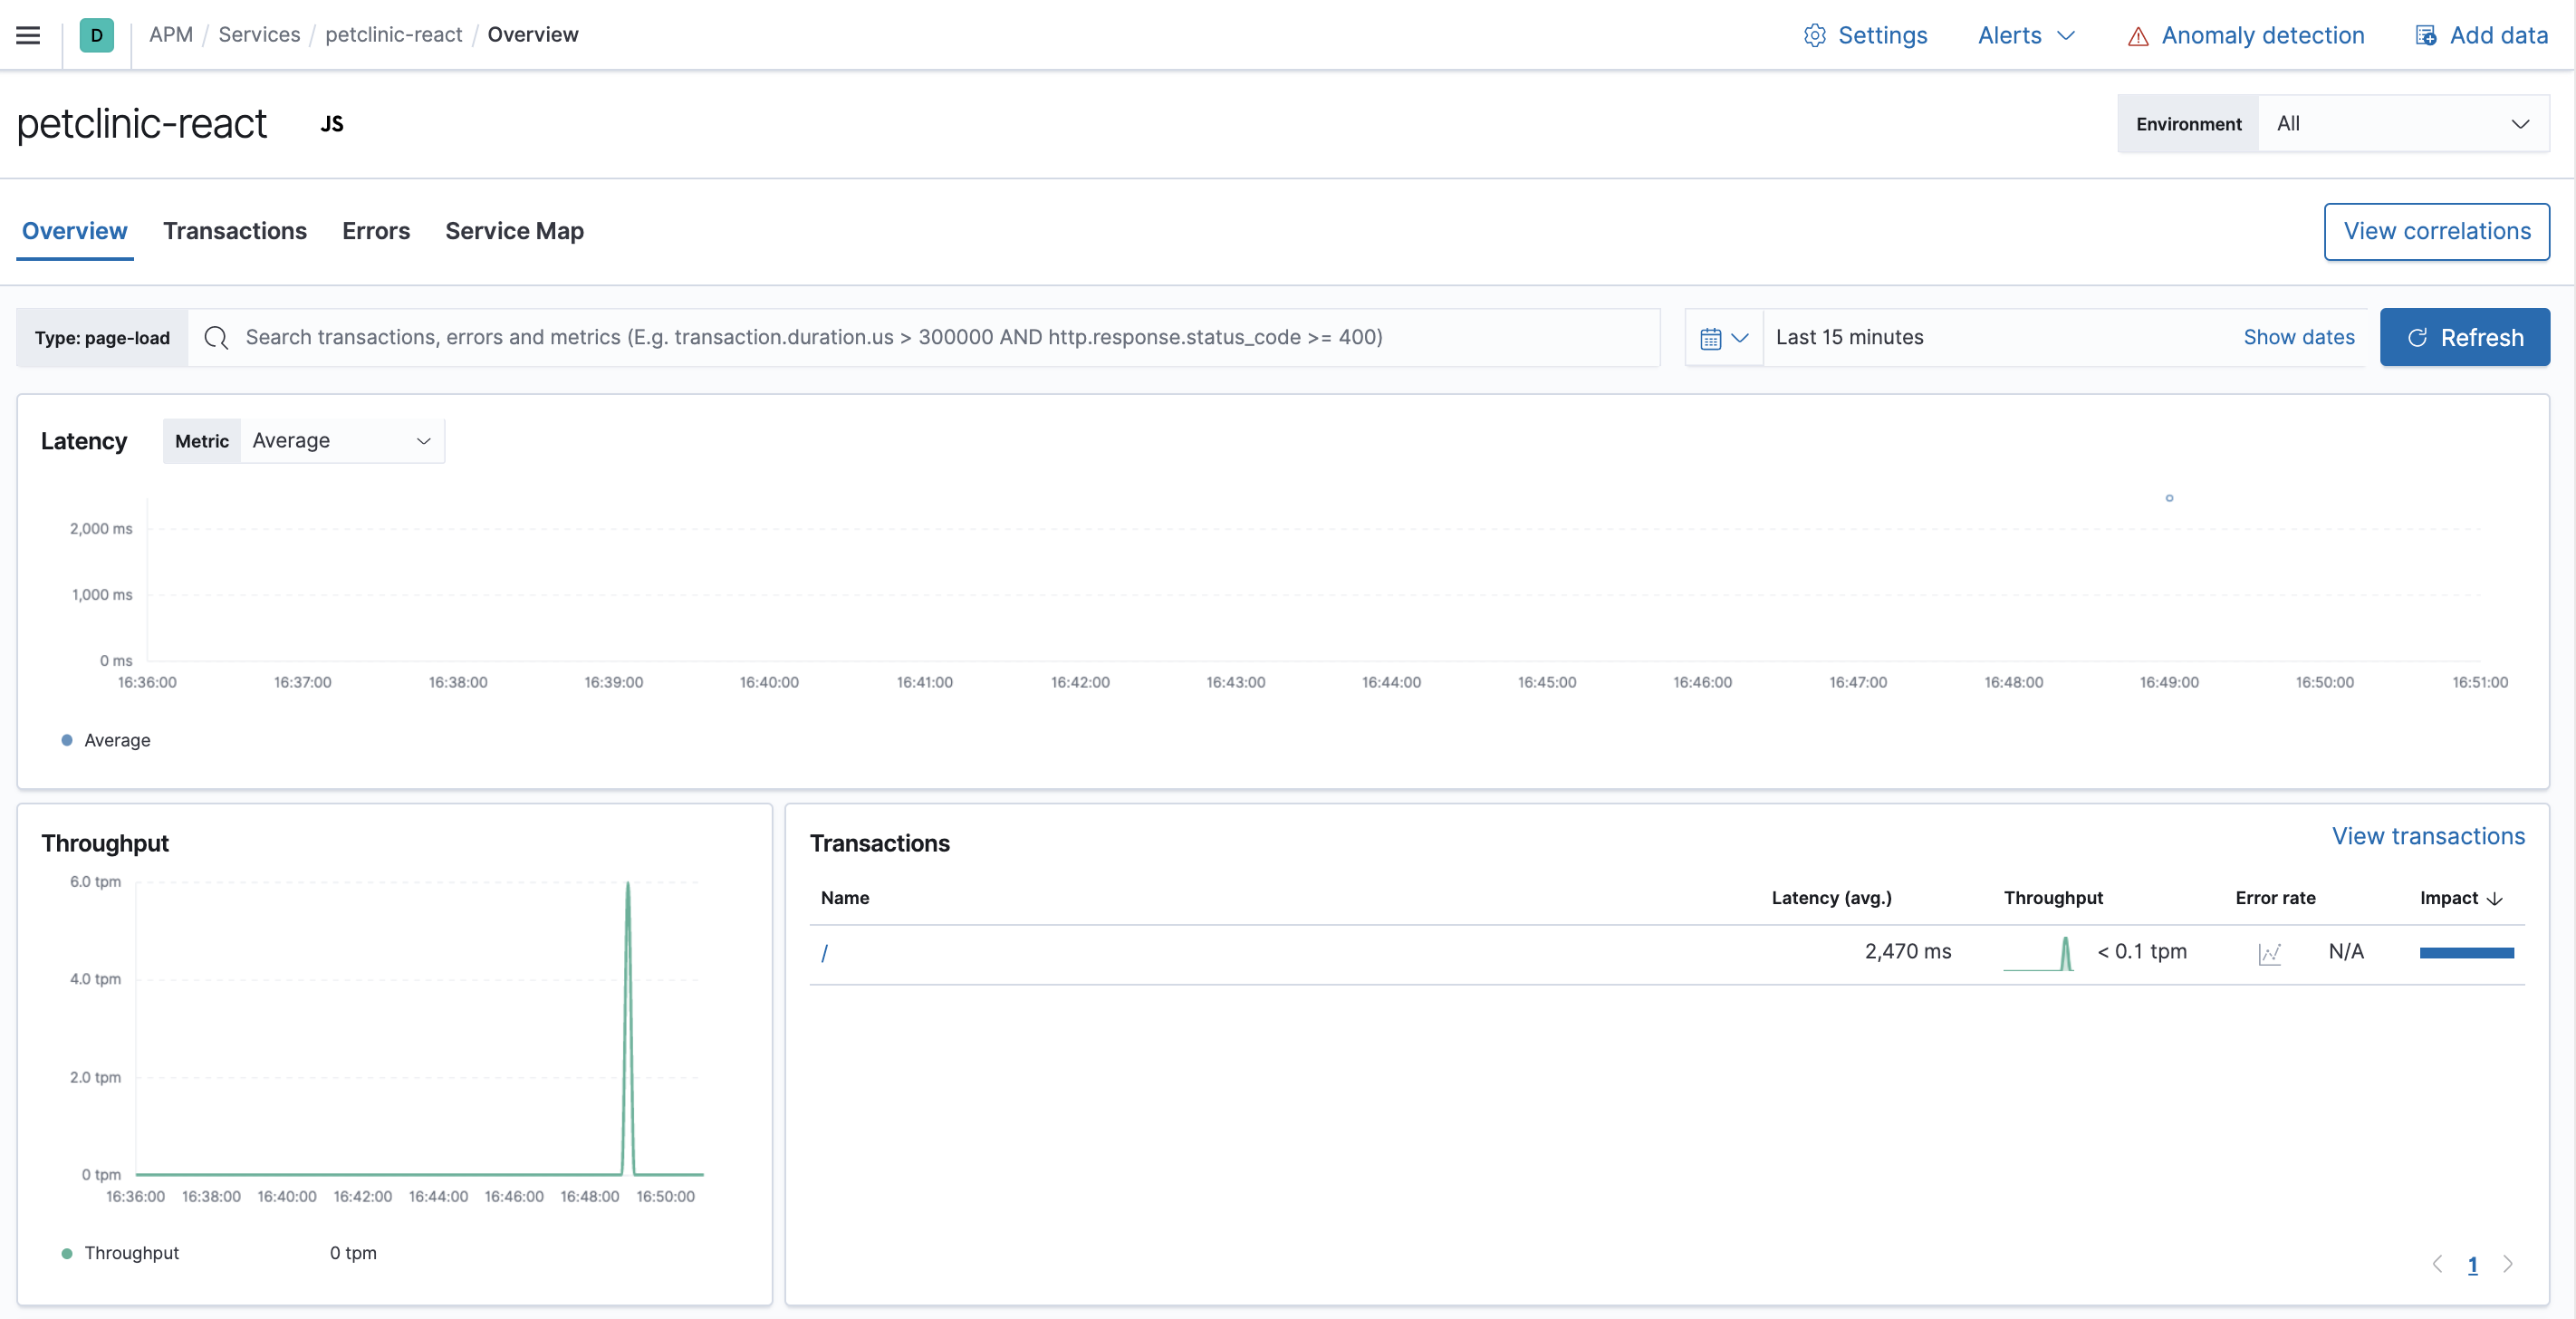 D APM / Services / petclinic-react / Overview Settings Alerts Anomaly detection Add data
petclinic-react JS Environment All
Overview Transactions Errors Service Map View correlations
Type: page-load Search transactions, errors and metrics (E.g. transaction.duration.us > 300000 AND http.response.status_code >= 400) Last 15 minutes Show dates Refresh
Latency Metric Average
2,000 ms
1,000 ms
0 ms
16:36:00 16:37:00 16:38:00 16:39:00 16:40:00 16:41:00 16:42:00 16:43:00 16:44:00 16:45:00 16:46:00 16:47:00 16:48:00 16:49:00 16:50:00 16:51:00
Average
Throughput
6.0 tpm
4.0 tpm
2.0 tpm
0 tpm
16:36:00 16:38:00 16:40:00 16:42:00 16:44:00 16:46:00 16:48:00 16:50:00
Throughput 0 tpm
Transactions View transactions
Name Latency (avg.) Throughput Error rate Impact
/ 2,470 ms < 0.1 tpm N/A
1